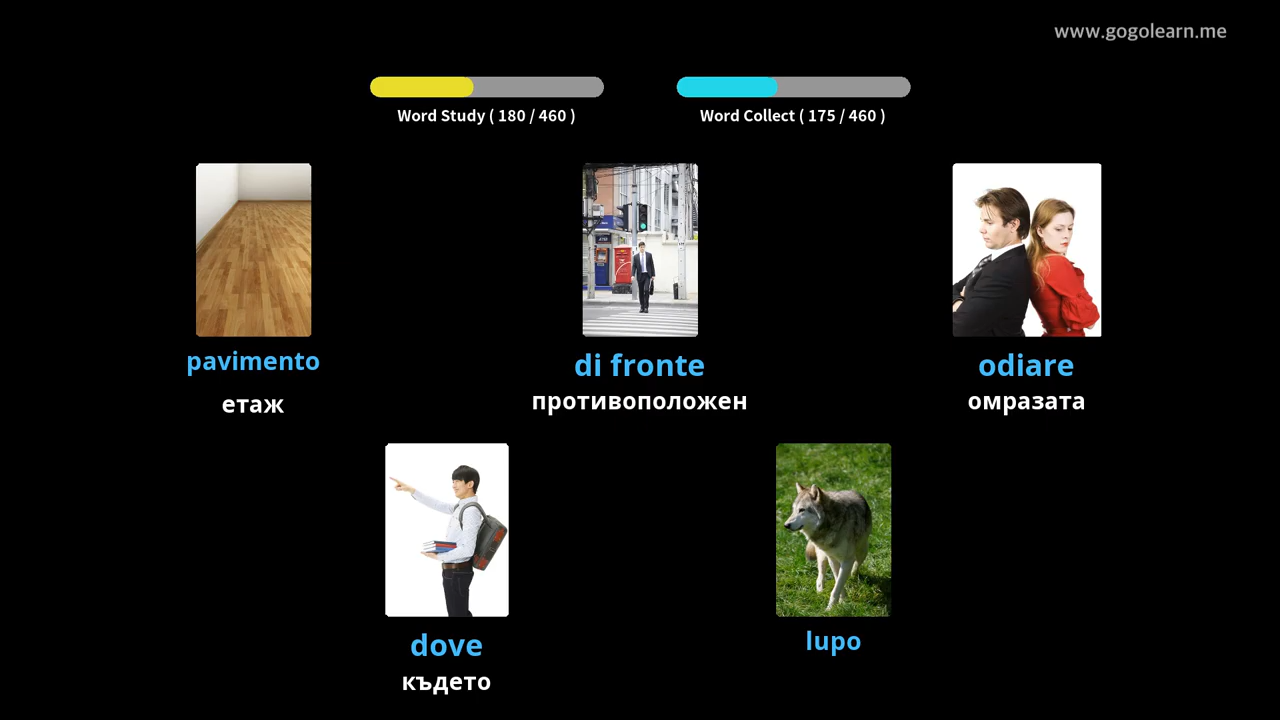 www.gogolearn.me
Word Study ( 180 / 460 )
Word Collect ( 175 / 460 )
pavimento
етаж
di fronte
противоположен
odiare
омразата
dove
където
lupo